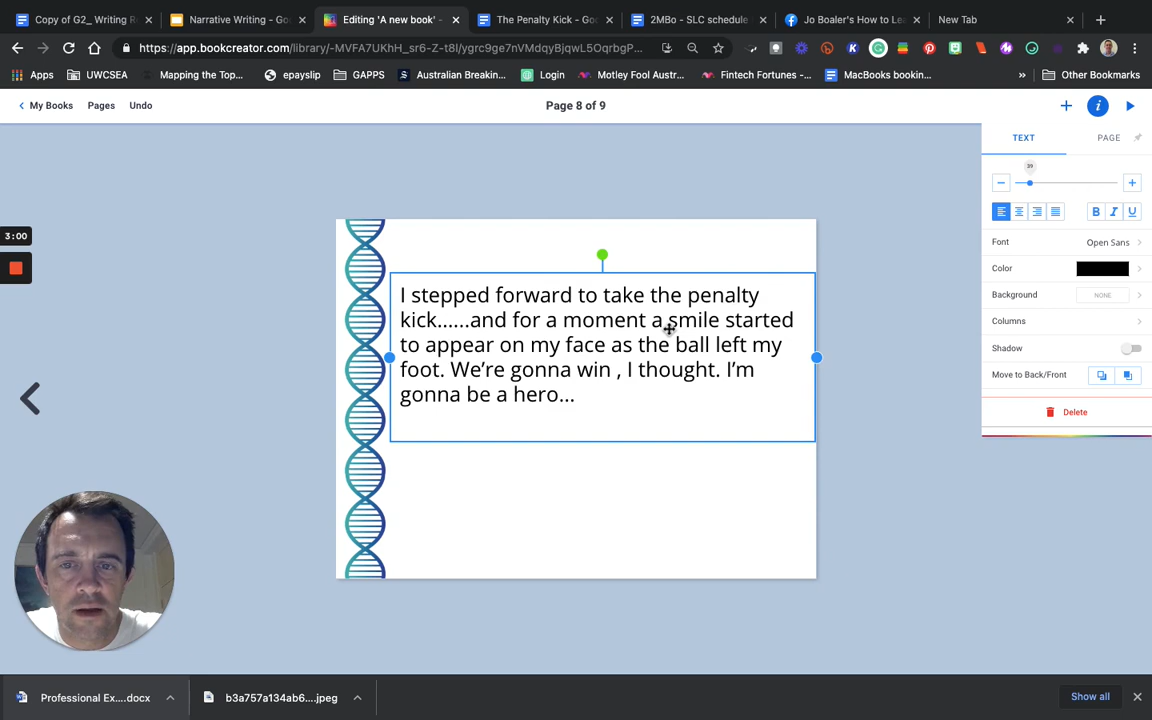 Copy of G2_ Writing Re
Narrative Writing - Goo
Editing 'A new book' -
The Penalty Kick - Goo
2MBo - SLC schedule
Jo Boaler's How to Lea
New Tab
https://app.bookcreator.com/library/-MVFA7UKhH_sr6-Z-t8l/ygrc9ge7nVMdqyBjqwL5OqrbgP...
Apps
UWCSEA
Mapping the Top...
epayslip
GAPPS
Australian Breakin...
Login
Motley Fool Austr...
Fintech Fortunes -...
MacBooks bookin...
»
Other Bookmarks
My Books
Pages
Undo
Page 8 of 9
TEXT
PAGE
39
B I U
Font
Open Sans
Color
Background
NONE
Columns
Shadow
Move to Back/Front
Delete
3:00
I stepped forward to take the penalty
kick......and for a moment a smile started
to appear on my face as the ball left my
foot. We're gonna win , I thought. I'm
gonna be a hero...
Professional Ex....docx
b3a757a134ab6....jpeg
Show all